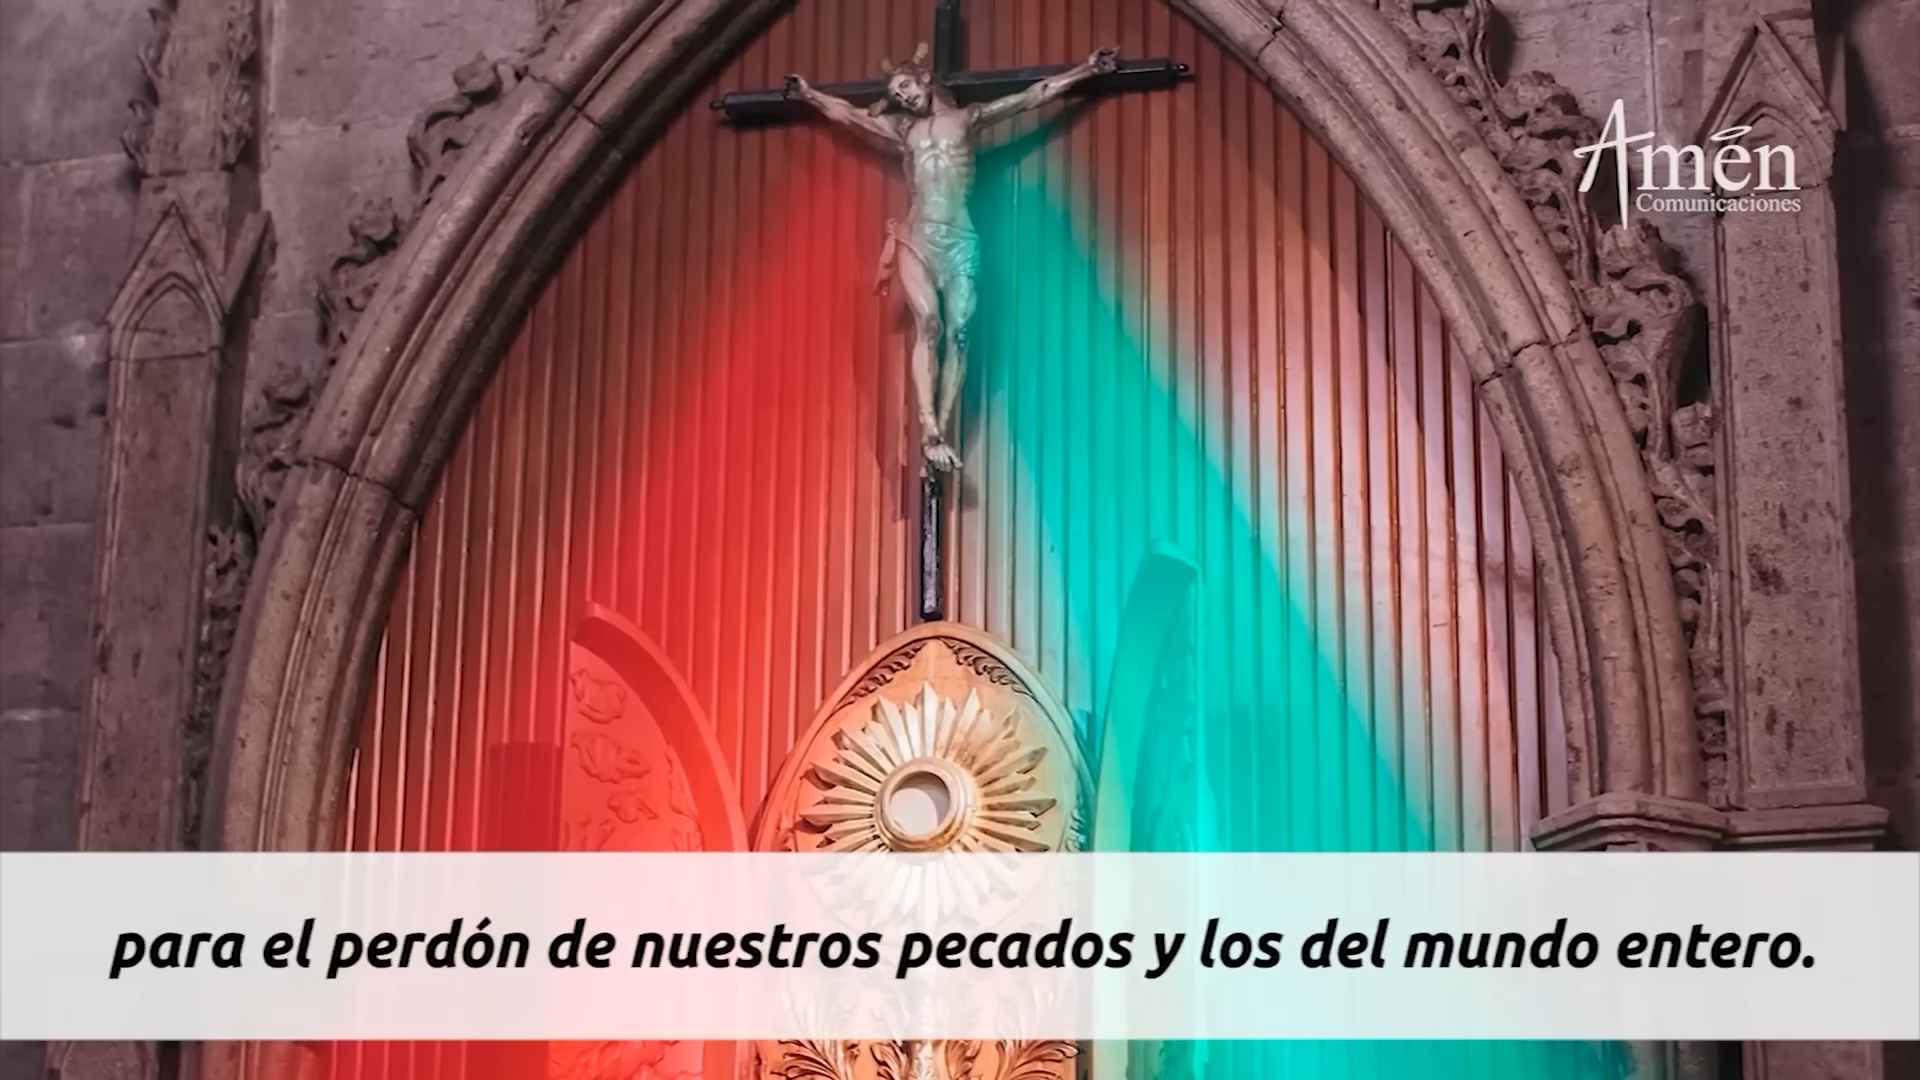 Amén
Comunicaciones
para el perdón de nuestros pecados y los del mundo entero.